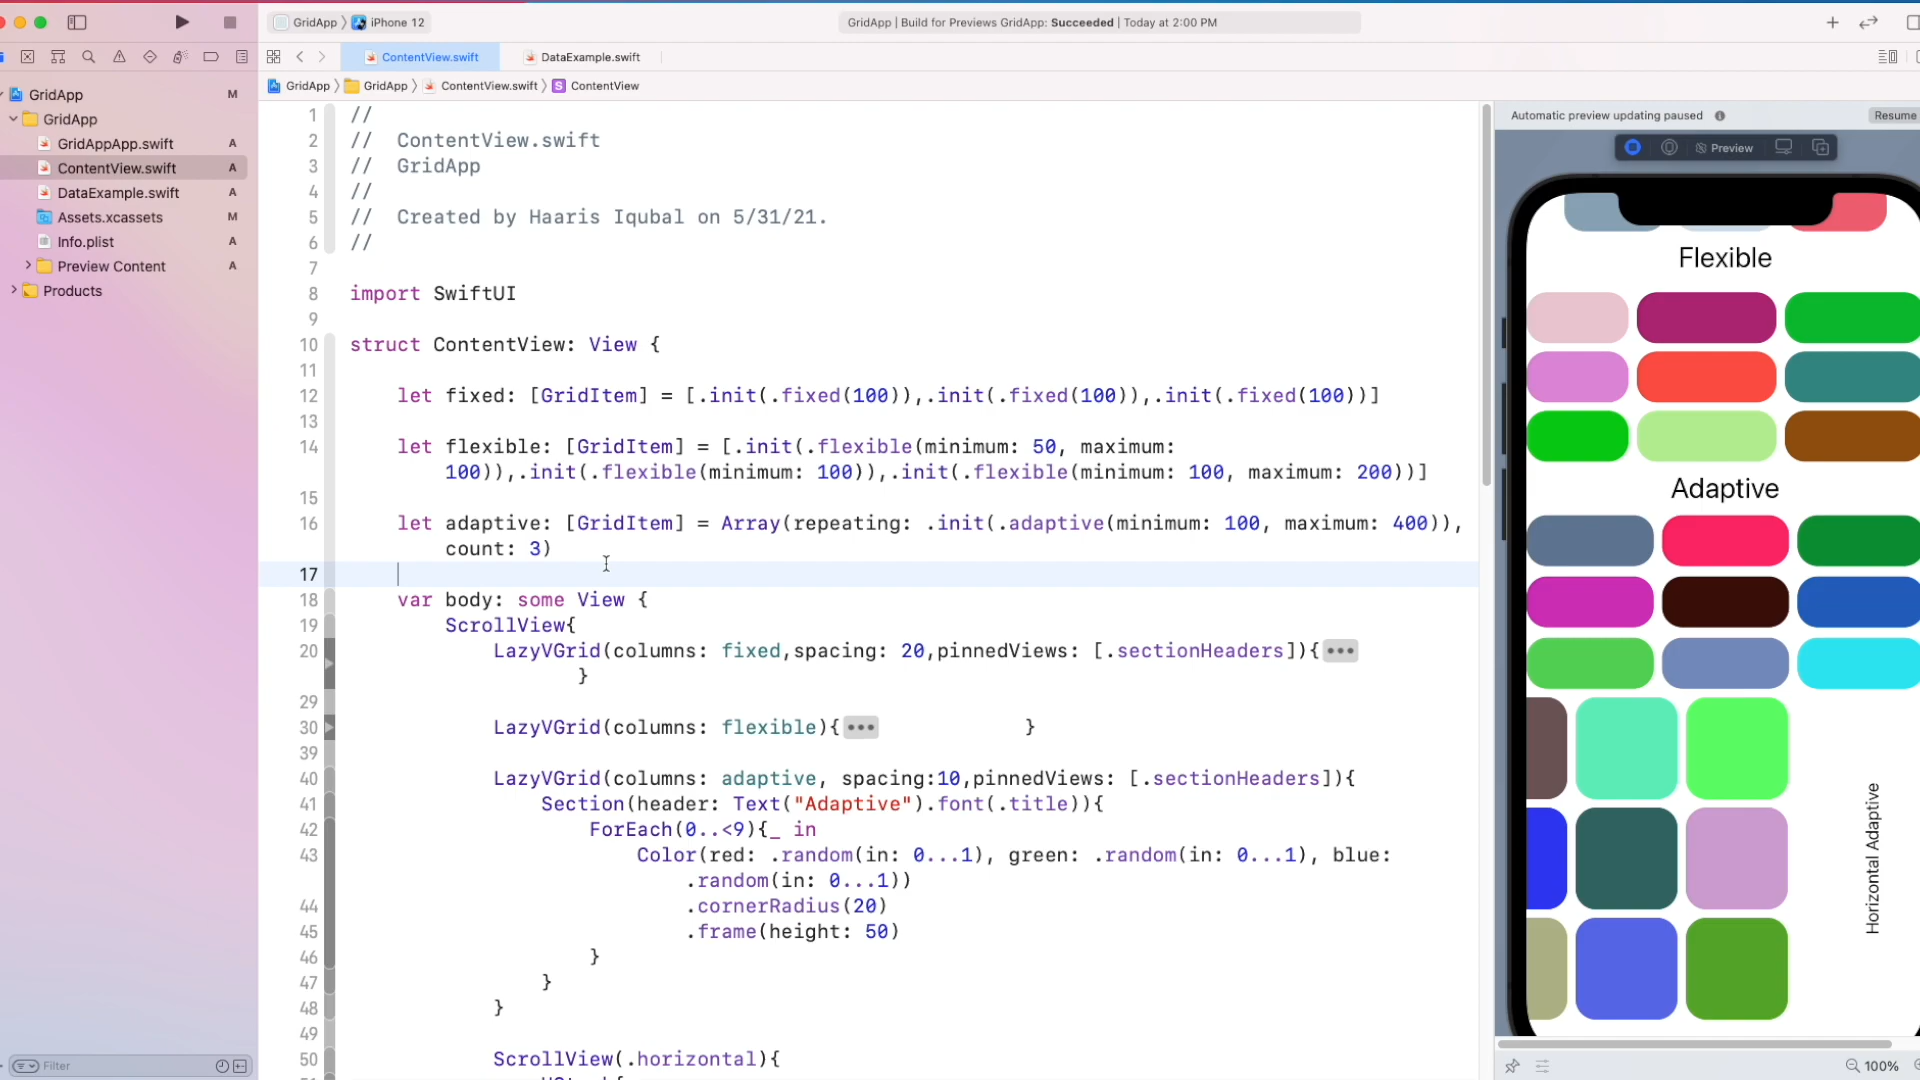 GridApp ⟩ iPhone 12
GridApp | Build for Previews GridApp: Succeeded | Today at 2:00 PM
ContentView.swift
DataExample.swift
GridApp ⟩ GridApp ⟩ ContentView.swift ⟩ S ContentView
GridApp M
GridApp
GridAppApp.swift A
ContentView.swift A
DataExample.swift A
Assets.xcassets M
Info.plist A
Preview Content A
Products
Filter
1 //
2 //  ContentView.swift
3 //  GridApp
4 //
5 //  Created by Haaris Iqubal on 5/31/21.
6 //
7
8 import SwiftUI
9
10 struct ContentView: View {
11
12 let fixed: [GridItem] = [.init(.fixed(100)),.init(.fixed(100)),.init(.fixed(100))]
13
14 let flexible: [GridItem] = [.init(.flexible(minimum: 50, maximum:
100)),.init(.flexible(minimum: 100)),.init(.flexible(minimum: 100, maximum: 200))]
15
16 let adaptive: [GridItem] = Array(repeating: .init(.adaptive(minimum: 100, maximum: 400)),
count: 3)
17
18 var body: some View {
19 ScrollView{
20 LazyVGrid(columns: fixed,spacing: 20,pinnedViews: [.sectionHeaders]){•••
}
29
30 LazyVGrid(columns: flexible){••• }
39
40 LazyVGrid(columns: adaptive, spacing:10,pinnedViews: [.sectionHeaders]){
41 Section(header: Text("Adaptive").font(.title)){
42 ForEach(0..<9){_ in
43 Color(red: .random(in: 0...1), green: .random(in: 0...1), blue:
.random(in: 0...1))
44 .cornerRadius(20)
45 .frame(height: 50)
46 }
47 }
48 }
49
50 ScrollView(.horizontal){
Automatic preview updating paused
Resume
Preview
Flexible
Adaptive
Horizontal Adaptive
100%